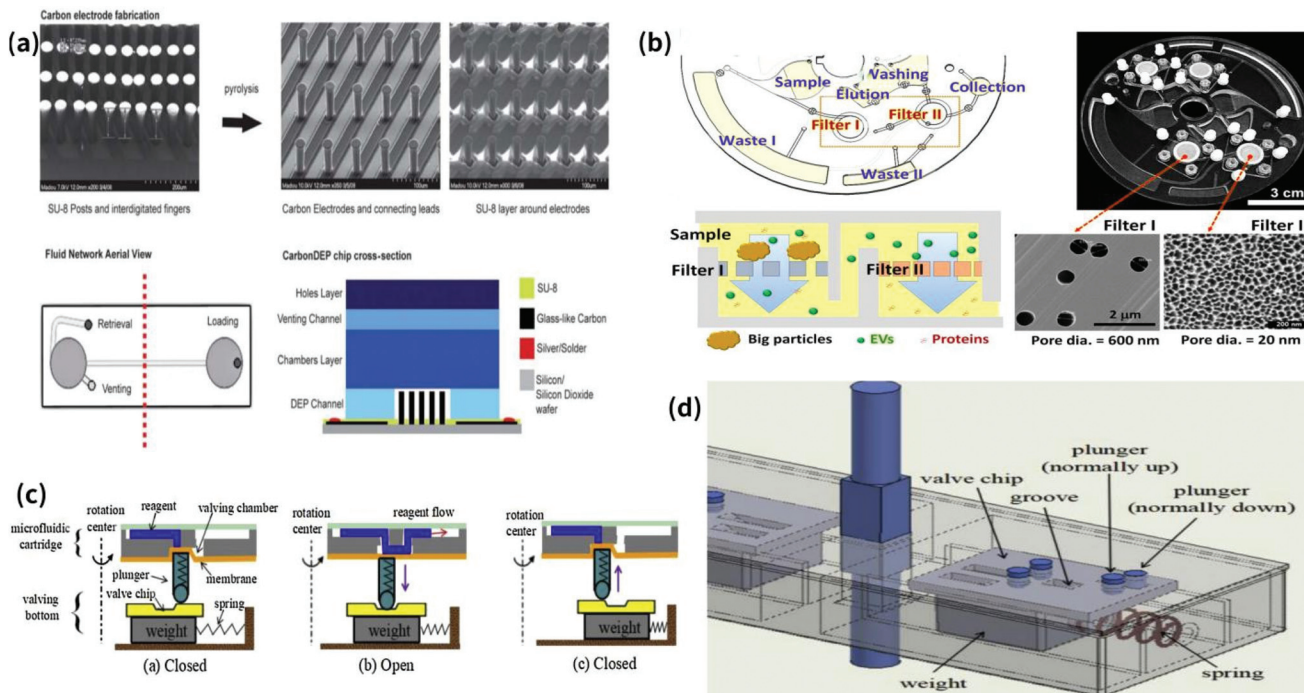 (a)
Carbon electrode fabrication
pyrolysis
200um
100um
100um
SU-8 Posts and interdigitated fingers
Carbon Electrodes and connecting leads
SU-8 layer around electrodes
Fluid Network Aerial View
Retrieval
Loading
Venting
CarbonDEP chip cross-section
Holes Layer
Venting Channel
Chambers Layer
DEP Channel
SU-8
Glass-like Carbon
Silver/Solder
Silicon/
Silicon Dioxide
wafer
(b)
Sample
Washing
Elution
Collection
Filter I
Filter II
Waste I
Waste II
3 cm
Sample
Filter I
Filter II
Big particles
EVs
Proteins
Filter I
Filter I
2 μm
200 nm
Pore dia. = 600 nm
Pore dia. = 20 nm
(c)
microfluidic
cartridge
rotation
center
reagent
valving chamber
membrane
plunger
valve chip
valving
bottom
spring
weight
(a) Closed
rotation
center
reagent flow
weight
(b) Open
rotation
center
weight
(c) Closed
(d)
valve chip
groove
plunger
(normally up)
plunger
(normally down)
weight
spring